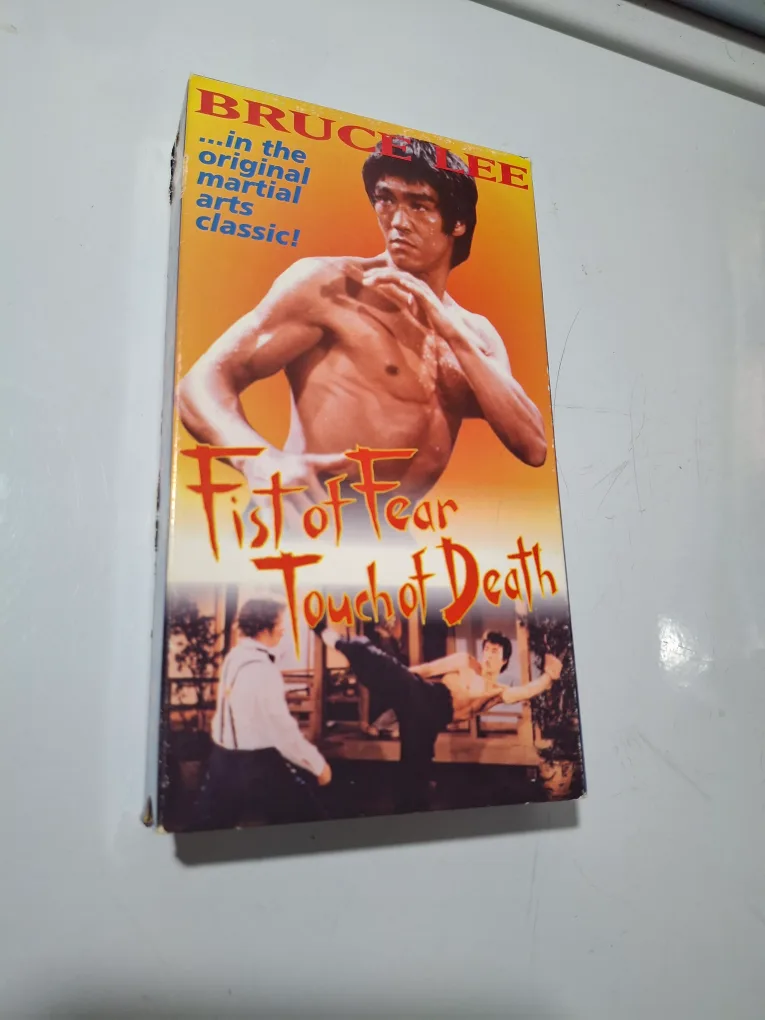 BRUCE LEE
...in the
original
martial
arts
classic!
Fist of Fear
Touch of Death